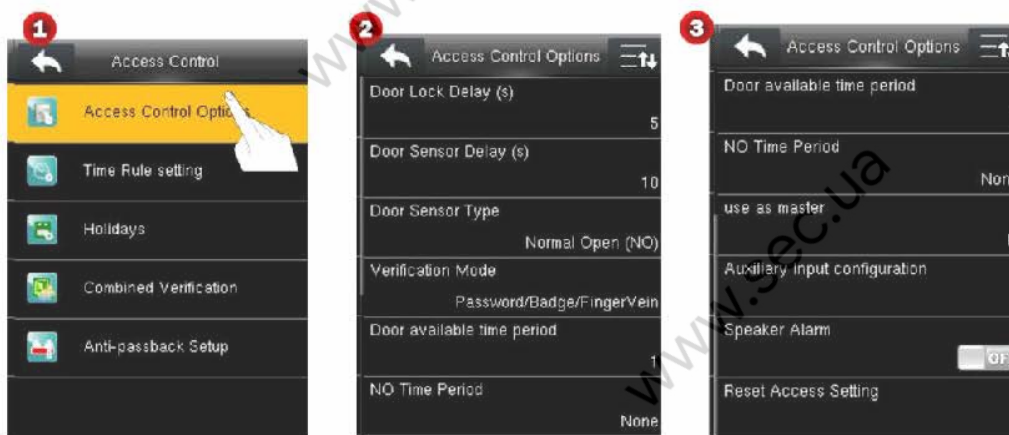 1
Access Control
Access Control Options
Time Rule setting
Holidays
Combined Verification
Anti-passback Setup
2
Access Control Options
Door Lock Delay (s)
5
Door Sensor Delay (s)
10
Door Sensor Type
Normal Open (NO)
Verification Mode
Password/Badge/FingerVein
Door available time period
1
NO Time Period
None
3
Access Control Options
Door available time period
NO Time Period
Non
use as master
Auxiliary input configuration
Speaker Alarm
OF
Reset Access Setting
www.sec.ua